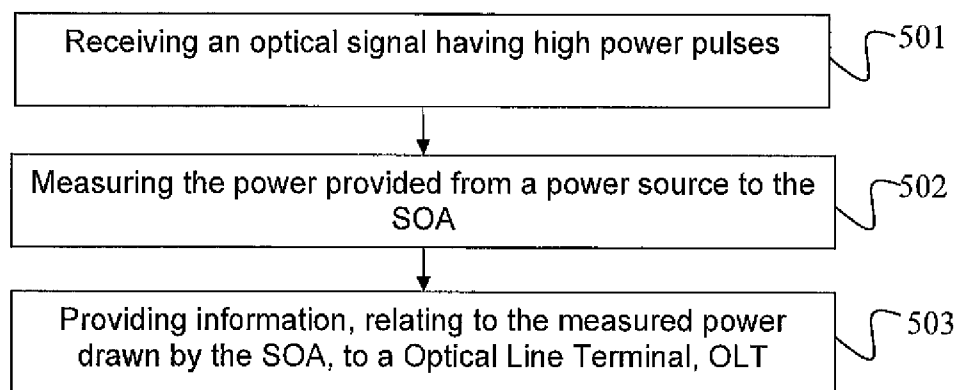 Receiving an optical signal having high power pulses
501
Measuring the power provided from a power source to the
SOA
502
Providing information, relating to the measured power
drawn by the SOA, to a Optical Line Terminal, OLT
503